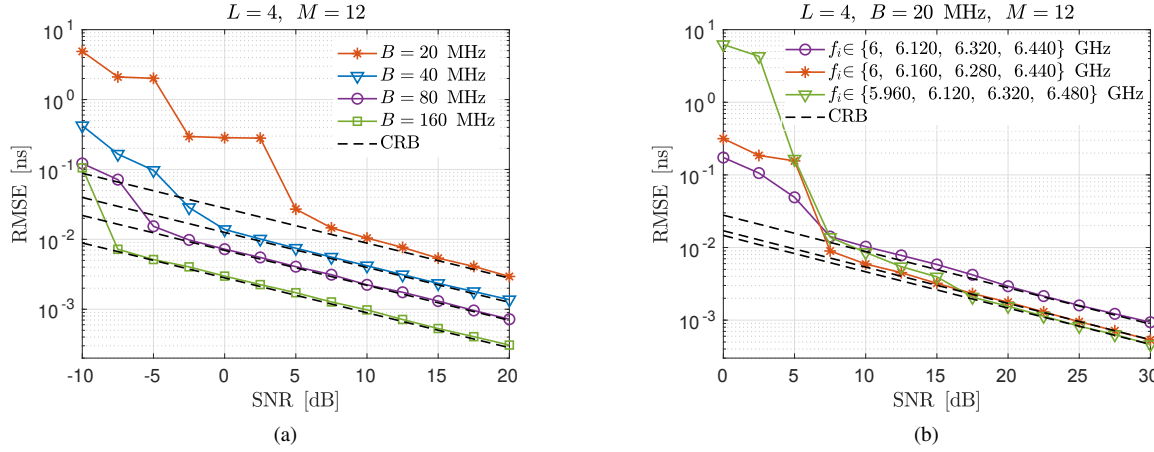 L = 4, M = 12
10^1
10^0
10^-1
10^-2
10^-3
RMSE [ns]
B = 20 MHz
B = 40 MHz
B = 80 MHz
B = 160 MHz
CRB
-10 -5 0 5 10 15 20
SNR [dB]
(a)
L = 4, B = 20 MHz, M = 12
10^1
10^0
10^-1
10^-2
10^-3
RMSE [ns]
f_i ∈ {6, 6.120, 6.320, 6.440} GHz
f_i ∈ {6, 6.160, 6.280, 6.440} GHz
f_i ∈ {5.960, 6.120, 6.320, 6.480} GHz
CRB
0 5 10 15 20 25 30
SNR [dB]
(b)